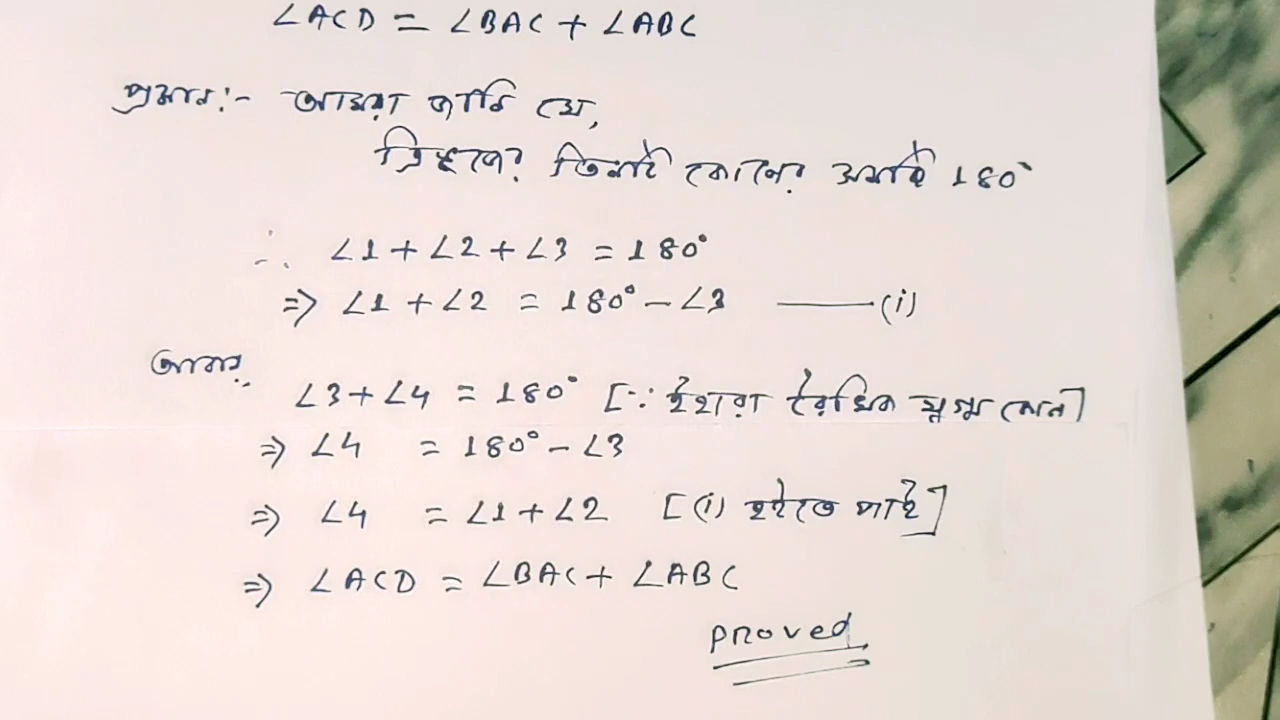 ∠ACD = ∠BAC + ∠ABC
প্রমান:- আমরা জানি যে,
ত্রিভুজের তিনটি কোনের সমষ্টি 180°
∴ ∠1 + ∠2 + ∠3 = 180°
⇒ ∠1 + ∠2 = 180° - ∠3 ——— (i)
আবার,
∠3 + ∠4 = 180° [∵ ইহারা রৈখিক যুগ্ম কোন]
⇒ ∠4 = 180° - ∠3
⇒ ∠4 = ∠1 + ∠2 [(i) হইতে পাই]
⇒ ∠ACD = ∠BAC + ∠ABC
proved